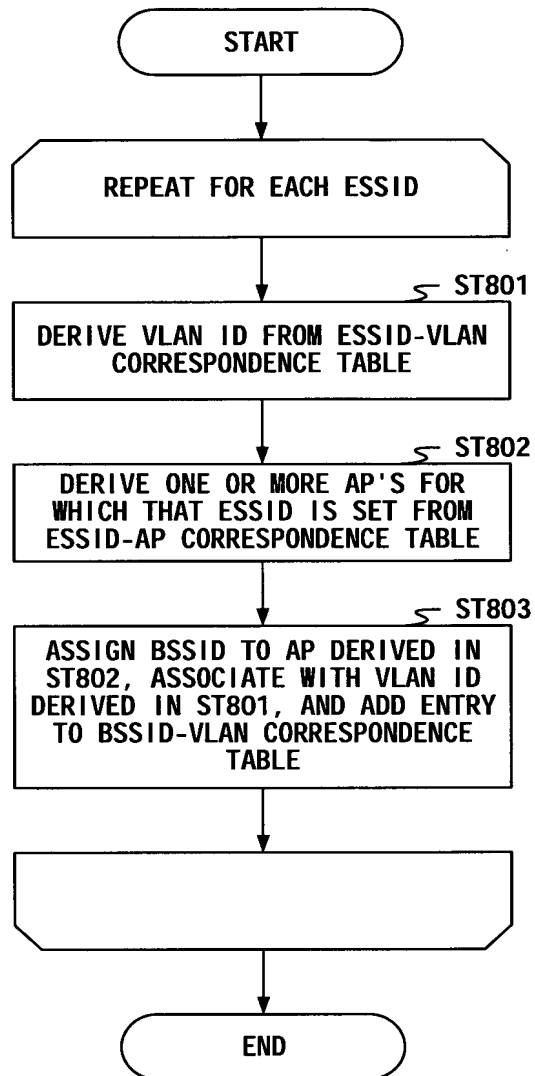 START
REPEAT FOR EACH ESSID
ST801
DERIVE VLAN ID FROM ESSID-VLAN
CORRESPONDENCE TABLE
ST802
DERIVE ONE OR MORE AP'S FOR
WHICH THAT ESSID IS SET FROM
ESSID-AP CORRESPONDENCE TABLE
ST803
ASSIGN BSSID TO AP DERIVED IN
ST802, ASSOCIATE WITH VLAN ID
DERIVED IN ST801, AND ADD ENTRY
TO BSSID-VLAN CORRESPONDENCE
TABLE
END